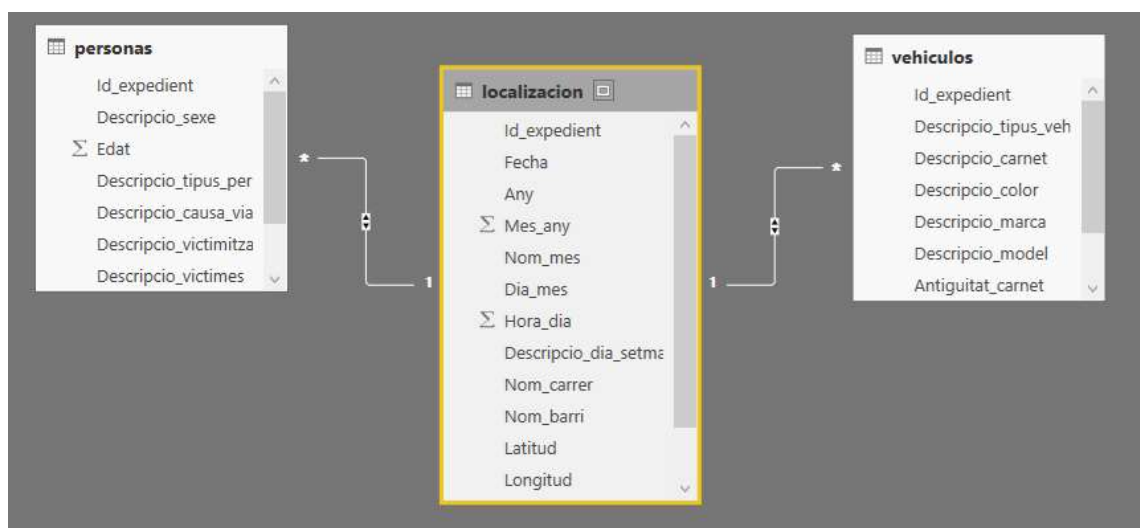 personas
Id_expedient
Descripcio_sexe
Σ Edat
Descripcio_tipus_per
Descripcio_causa_via
Descripcio_victimitza
Descripcio_victimes
*
1
localizacion
Id_expedient
Fecha
Any
Σ Mes_any
Nom_mes
Dia_mes
Σ Hora_dia
Descripcio_dia_setma
Nom_carrer
Nom_barri
Latitud
Longitud
1
*
vehiculos
Id_expedient
Descripcio_tipus_veh
Descripcio_carnet
Descripcio_color
Descripcio_marca
Descripcio_model
Antiguitat_carnet